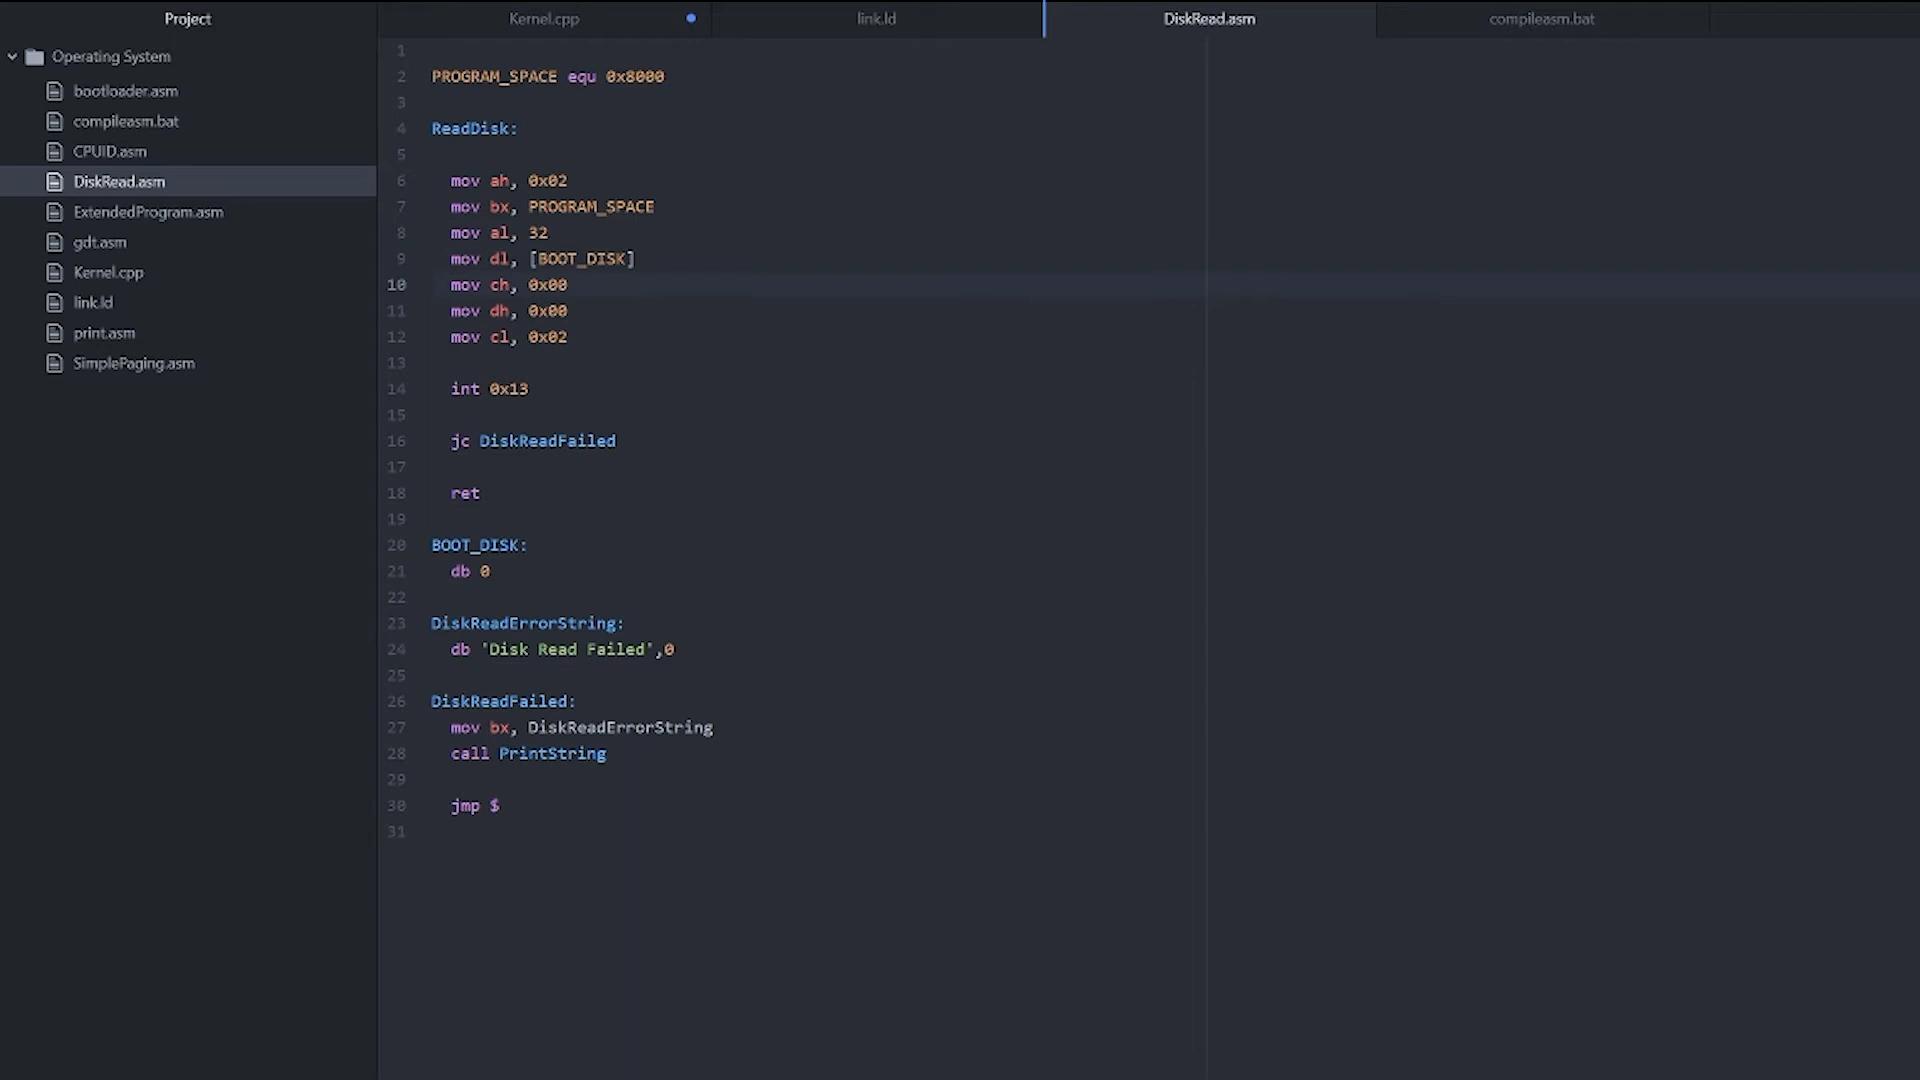 Project
Operating System
bootloader.asm
compileasm.bat
CPUID.asm
DiskRead.asm
ExtendedProgram.asm
gdt.asm
Kernel.cpp
link.ld
print.asm
SimplePaging.asm
Kernel.cpp link.ld DiskRead.asm compileasm.bat
1
2 PROGRAM_SPACE equ 0x8000
3
4 ReadDisk:
5
6 mov ah, 0x02
7 mov bx, PROGRAM_SPACE
8 mov al, 32
9 mov dl, [BOOT_DISK]
10 mov ch, 0x00
11 mov dh, 0x00
12 mov cl, 0x02
13
14 int 0x13
15
16 jc DiskReadFailed
17
18 ret
19
20 BOOT_DISK:
21 db 0
22
23 DiskReadErrorString:
24 db 'Disk Read Failed',0
25
26 DiskReadFailed:
27 mov bx, DiskReadErrorString
28 call PrintString
29
30 jmp $
31